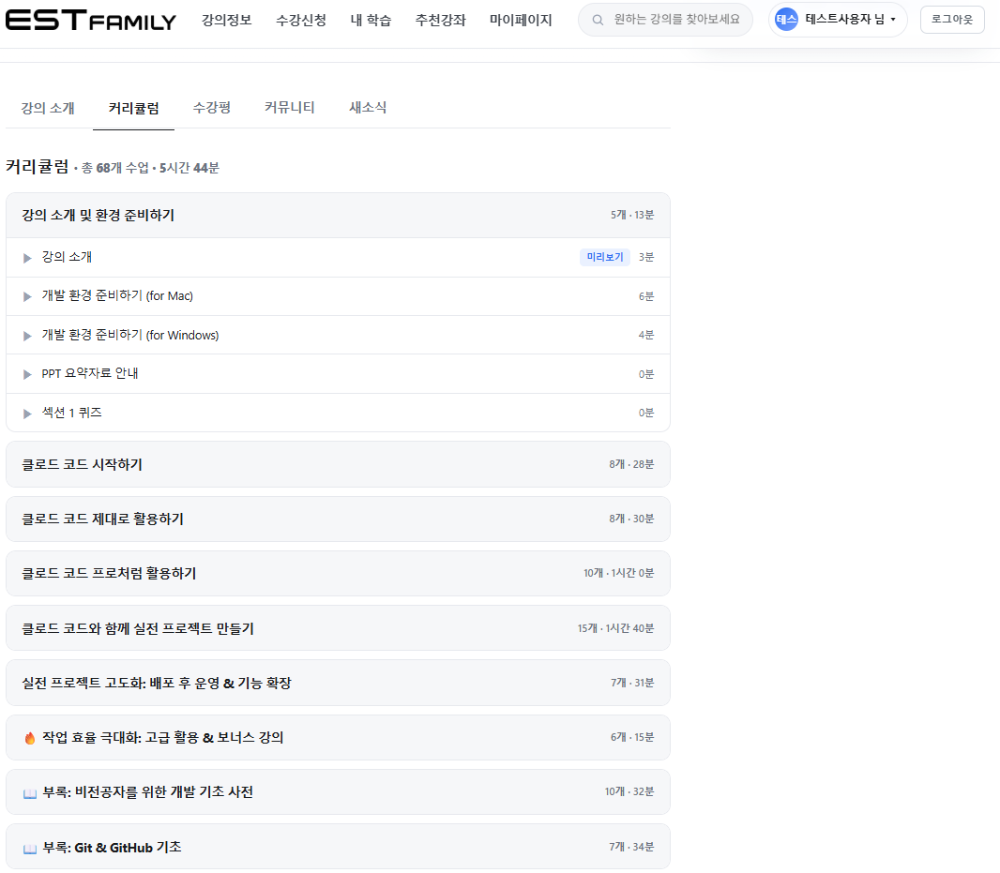 EST FAMILY 강의정보 수강신청 내 학습 추천강좌 마이페이지 원하는 강의를 찾아보세요 테스 테스트사용자 님 로그아웃
강의 소개 커리큘럼 수강평 커뮤니티 새소식
커리큘럼 · 총 68개 수업 · 5시간 44분
강의 소개 및 환경 준비하기 5개 · 13분
강의 소개 미리보기 3분
개발 환경 준비하기 (for Mac) 6분
개발 환경 준비하기 (for Windows) 4분
PPT 요약자료 안내 0분
섹션 1 퀴즈 0분
클로드 코드 시작하기 8개 · 28분
클로드 코드 제대로 활용하기 8개 · 30분
클로드 코드 프로처럼 활용하기 10개 · 1시간 0분
클로드 코드와 함께 실전 프로젝트 만들기 15개 · 1시간 40분
실전 프로젝트 고도화: 배포 후 운영 & 기능 확장 7개 · 31분
🔥 작업 효율 극대화: 고급 활용 & 보너스 강의 6개 · 15분
📖 부록: 비전공자를 위한 개발 기초 사전 10개 · 32분
📖 부록: Git & GitHub 기초 7개 · 34분